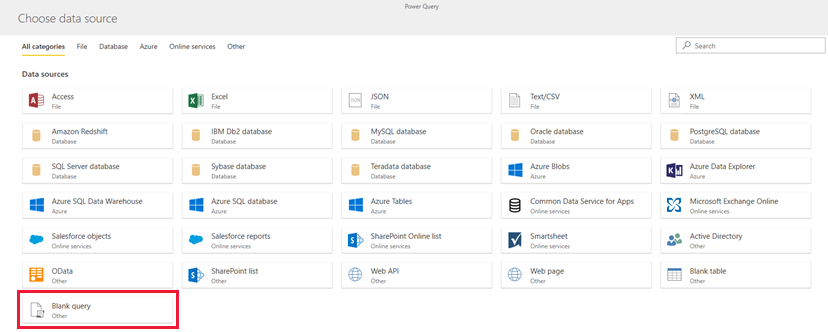 Power Query
Choose data source
All categories File Database Azure Online services Other
Search
Data sources
Access Excel JSON Text/CSV XML
File File File File File
Amazon Redshift IBM Db2 database MySQL database Oracle database PostgreSQL database
Database Database Database Database Database
SQL Server database Sybase database Teradata database Azure Blobs Azure Data Explorer
Database Database Database Azure Azure
Azure SQL Data Warehouse Azure SQL database Azure Tables Common Data Service for Apps Microsoft Exchange Online
Azure Azure Azure Online services Online services
Salesforce objects Salesforce reports SharePoint Online list Smartsheet Active Directory
Online services Online services Online services Online services Other
OData SharePoint list Web API Web page Blank table
Other Other Other Other Other
Blank query
Other